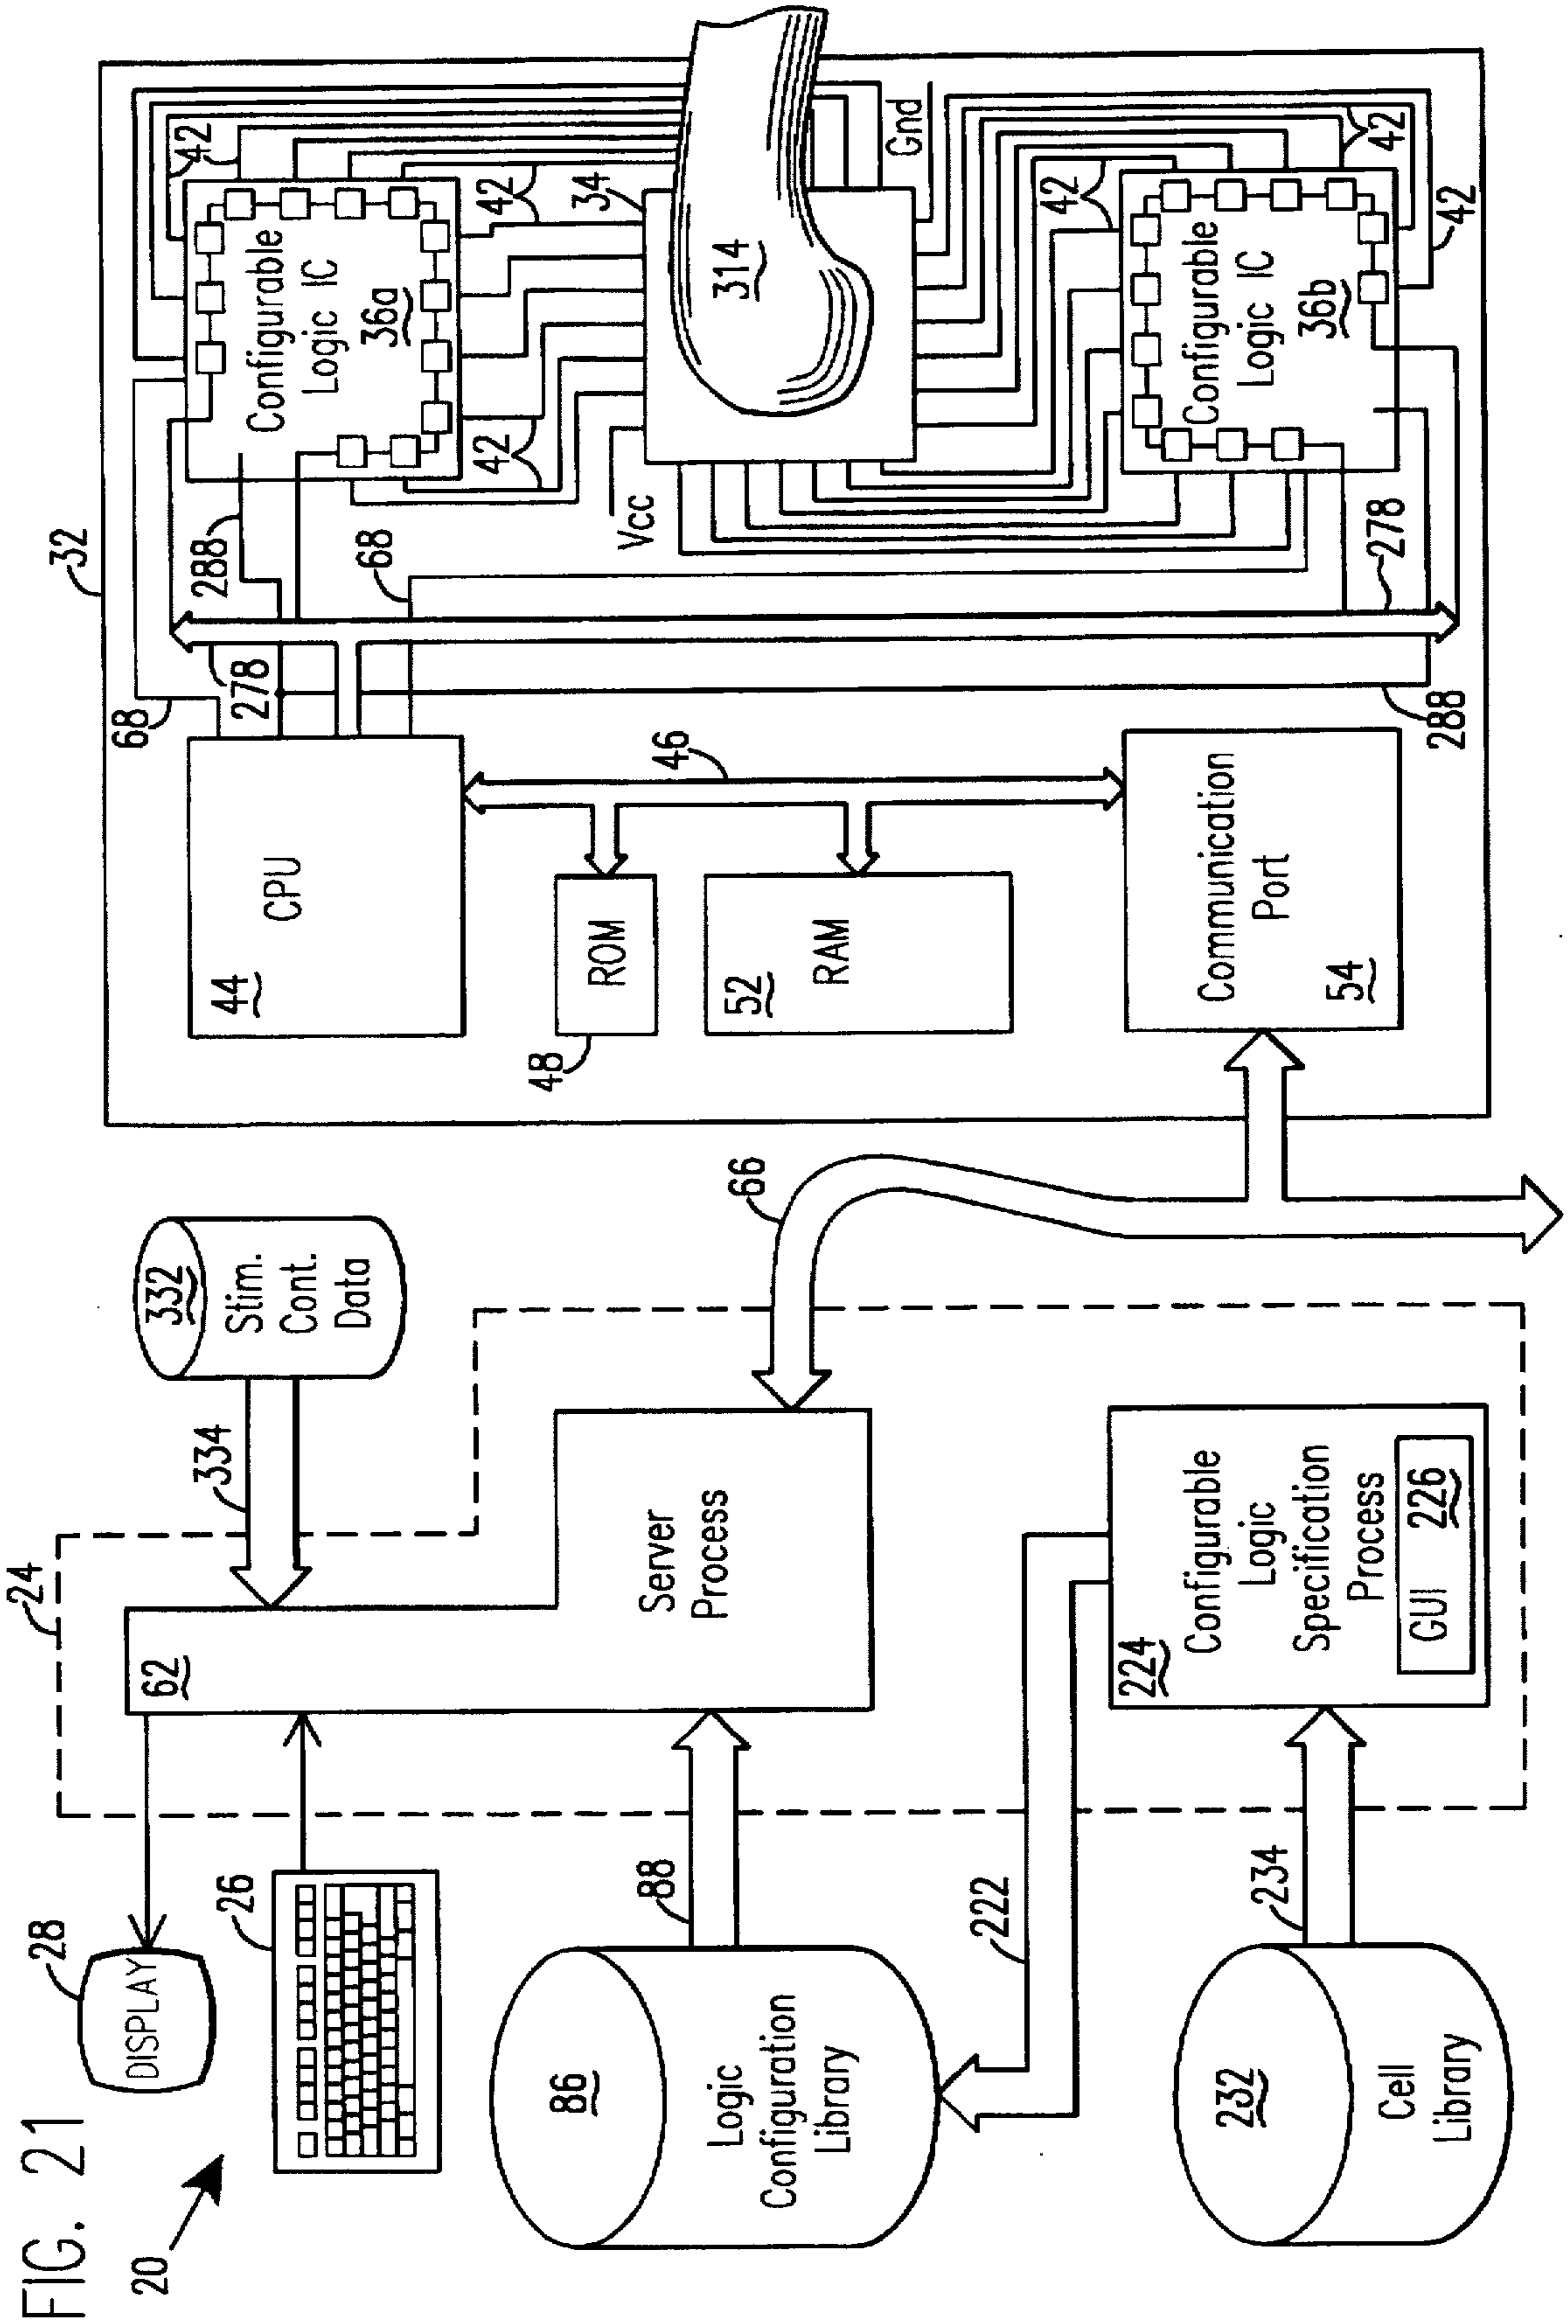 FIG. 21
20
28
DISPLAY
26
24
62
Server
Process
334
332
Stim.
Cont.
Data
88
86
Logic
Configuration
Library
222
66
224
Configurable
Logic
Specification
Process
GUI 226
234
232
Cell
Library
32
44
CPU
46
48
ROM
52
RAM
Communication
Port
54
68
278
288
68
288
278
42
Configurable
Logic IC
36a
42
42
34
Vcc
314
Gnd
42
Configurable
Logic IC
36b
42
42